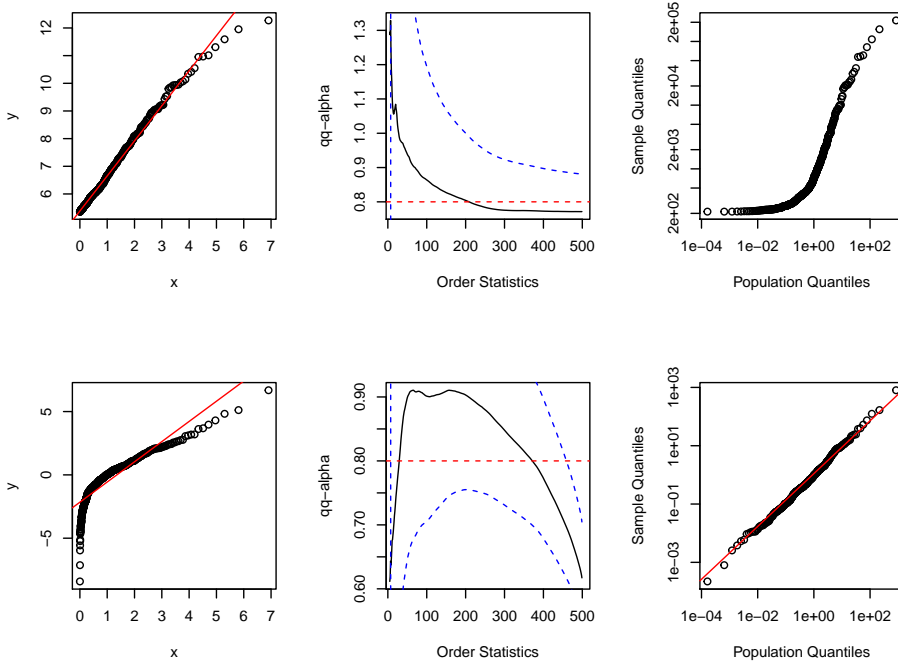 12
10
9
8
7
6
y
0 1 2 3 4 5 6 7
x
1.3
1.2
1.1
1.0
0.9
0.8
qq−alpha
0 100 200 300 400 500
Order Statistics
2e+05
2e+04
2e+03
2e+02
Sample Quantiles
1e−04 1e−02 1e+00 1e+02
Population Quantiles
5
0
−5
y
0 1 2 3 4 5 6 7
x
0.90
0.80
0.70
0.60
qq−alpha
0 100 200 300 400 500
Order Statistics
1e+03
1e+01
1e−01
1e−03
Sample Quantiles
1e−04 1e−02 1e+00 1e+02
Population Quantiles